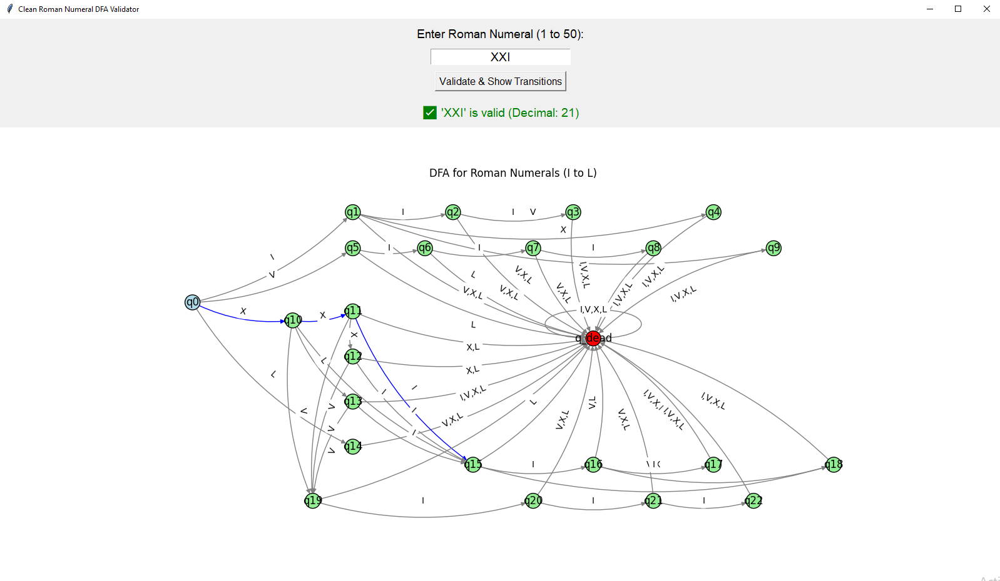 Clean Roman Numeral DFA Validator
Enter Roman Numeral (1 to 50):
XXI
Validate & Show Transitions
'XXI' is valid (Decimal: 21)
DFA for Roman Numerals (I to L)
q1 I q2 I V q3 q4
X
q5 I q6 I q7 I q8 q9
I
V
L V,X,L I,V,X,L I,V,X,L
V,X,L V,X,L V,X,L I,V,X,L I,V,X,L
q0
X
q10 X q11 I,V,X,L
L
X q_dead
X,L
q12 L
X,L
L
I I
I,V,X,L
q13 L V,L I,V,X, I,V,X,L
V V I
V,X,L V,X,L V,X,L I,V,X,L
V I
q14 V
q15 I q16 I q17 q18
q19 I q20 I q21 I q22